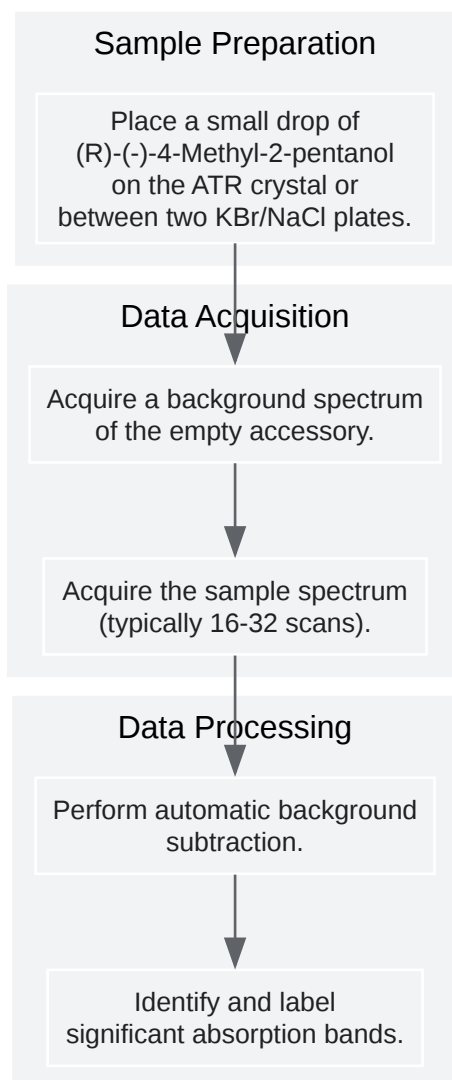 Sample Preparation
Place a small drop of
(R)-(-)-4-Methyl-2-pentanol
on the ATR crystal or
between two KBr/NaCl plates.
Data Acquisition
Acquire a background spectrum
of the empty accessory.
Acquire the sample spectrum
(typically 16-32 scans).
Data Processing
Perform automatic background
subtraction.
Identify and label
significant absorption bands.